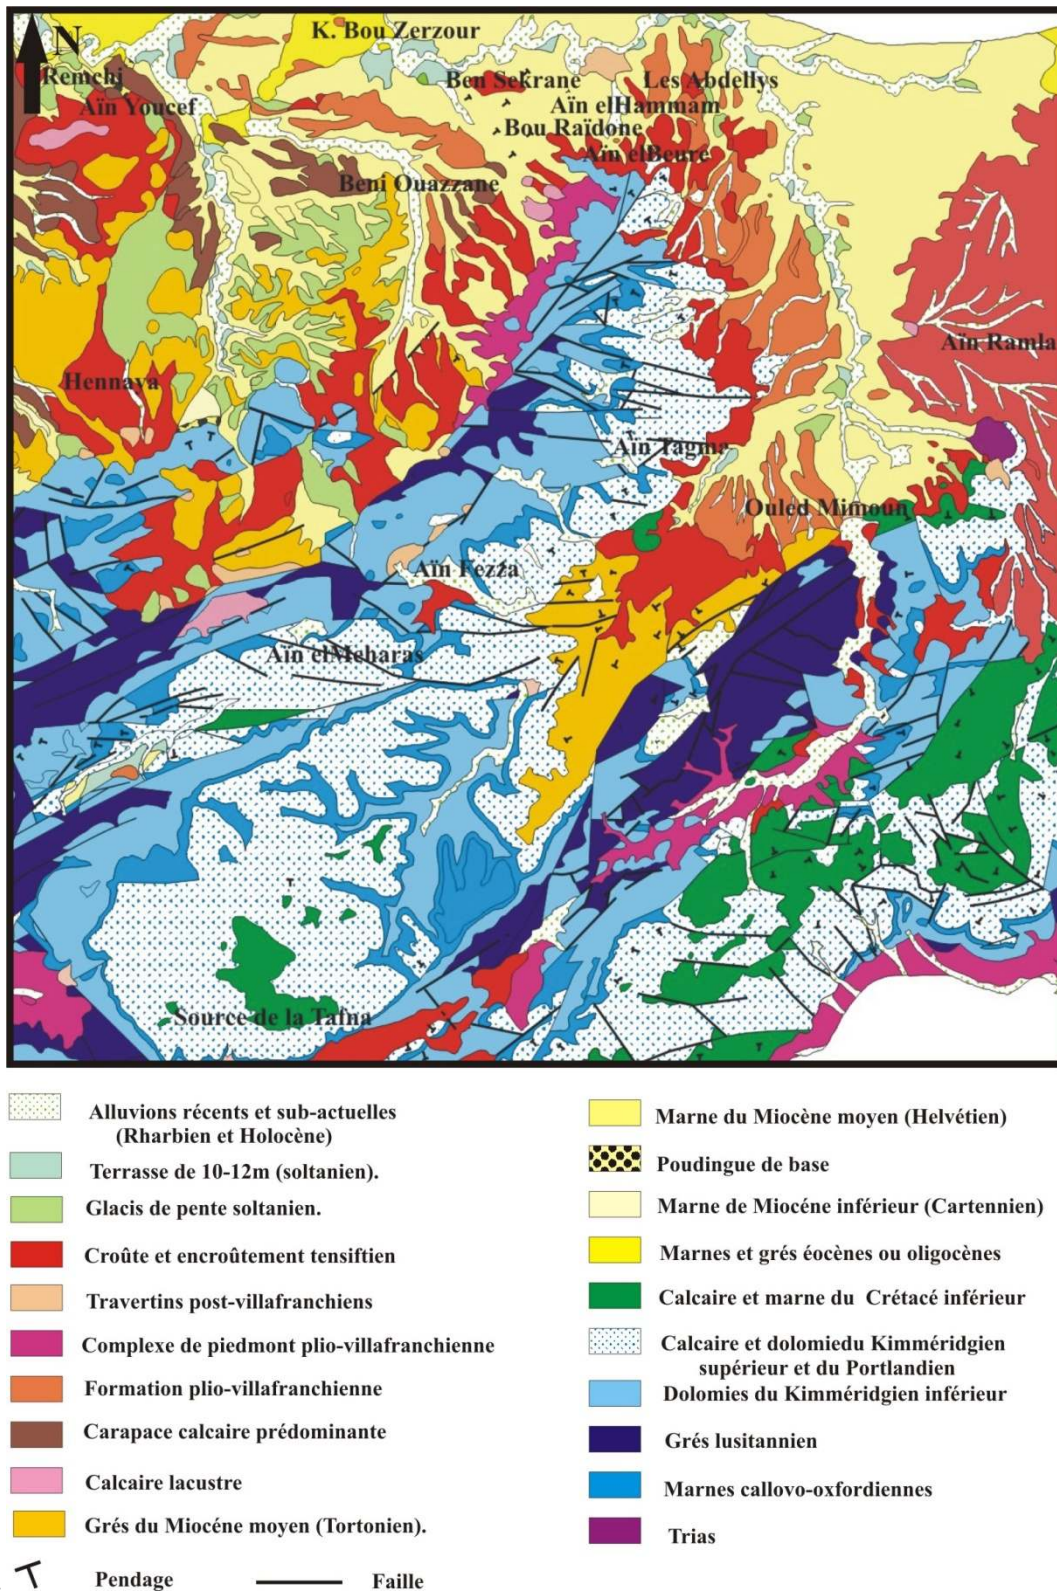 N
K. Bou Zerzour
Remchi
Ben Sekrane
Les Abdellys
Aïn Youcef
Aïn elHammam
Bou Raïdone
Aïn elBeure
Beni Ouazzane
Aïn Ramla
Hennaya
Aïn Tagma
Ouled Mimoun
Aïn Fezza
Aïn elMeharas
Source de la Tafna
Alluvions récents et sub-actuelles
(Rharbien et Holocène)
Terrasse de 10-12m (soltanien).
Glacis de pente soltanien.
Croûte et encroûtement tensiftien
Travertins post-villafranchiens
Complexe de piedmont plio-villafranchienne
Formation plio-villafranchienne
Carapace calcaire prédominante
Calcaire lacustre
Grés du Miocéne moyen (Tortonien).
Pendage
Faille
Marne du Miocène moyen (Helvétien)
Poudingue de base
Marne de Miocéne inférieur (Cartennien)
Marnes et grés éocènes ou oligocènes
Calcaire et marne du Crétacé inférieur
Calcaire et dolomiedu Kimméridgien
supérieur et du Portlandien
Dolomies du Kimméridgien inférieur
Grés lusitannien
Marnes callovo-oxfordiennes
Trias